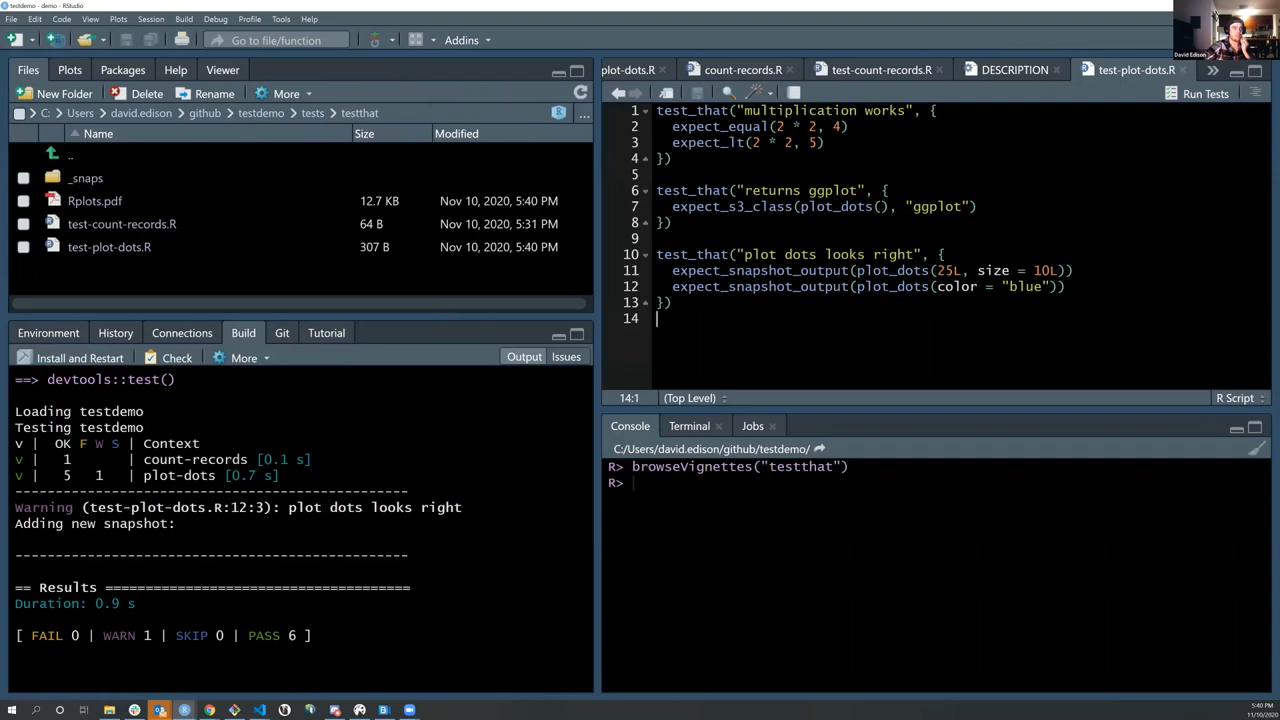 testdemo - demo - RStudio
File Edit Code View Plots Session Build Debug Profile Tools Help
Go to file/function Addins
David Edison
Files Plots Packages Help Viewer
New Folder Delete Rename More
C: Users david.edison github testdemo tests testthat ...
Name Size Modified
..
_snaps
Rplots.pdf 12.7 KB Nov 10, 2020, 5:40 PM
test-count-records.R 64 B Nov 10, 2020, 5:31 PM
test-plot-dots.R 307 B Nov 10, 2020, 5:40 PM
Environment History Connections Build Git Tutorial
Install and Restart Check More Output Issues
==> devtools::test()
Loading testdemo
Testing testdemo
v | OK F W S | Context
v | 1 | count-records [0.1 s]
v | 5 1 | plot-dots [0.7 s]
--------------------------------------------------
Warning (test-plot-dots.R:12:3): plot dots looks right
Adding new snapshot:
--------------------------------------------------
== Results =======================================
Duration: 0.9 s
[ FAIL 0 | WARN 1 | SKIP 0 | PASS 6 ]
plot-dots.R count-records.R test-count-records.R DESCRIPTION test-plot-dots.R
Run Tests
1 test_that("multiplication works", {
2 expect_equal(2 * 2, 4)
3 expect_lt(2 * 2, 5)
4 })
5
6 test_that("returns ggplot", {
7 expect_s3_class(plot_dots(), "ggplot")
8 })
9
10 test_that("plot dots looks right", {
11 expect_snapshot_output(plot_dots(25L, size = 10L))
12 expect_snapshot_output(plot_dots(color = "blue"))
13 })
14
14:1 (Top Level) R Script
Console Terminal Jobs
C:/Users/david.edison/github/testdemo/
R> browseVignettes("testthat")
R>
5:40 PM
11/10/2020